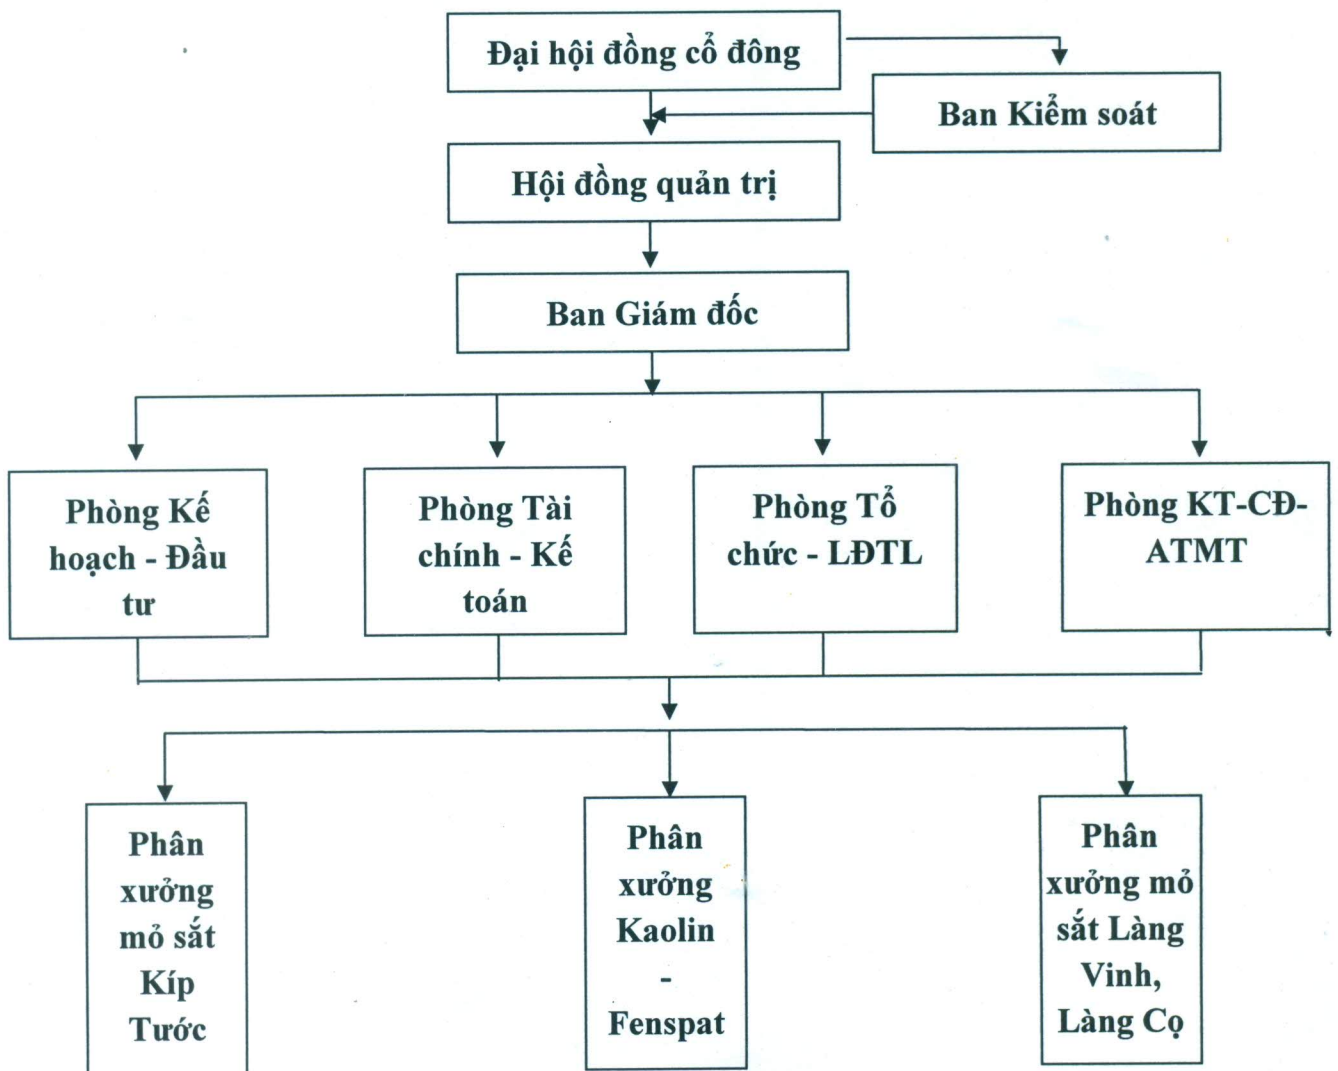 Đại hội đồng cổ đông
Ban Kiểm soát
Hội đồng quản trị
Ban Giám đốc
Phòng Kế
hoạch - Đầu
tư
Phòng Tài
chính - Kế
toán
Phòng Tổ
chức - LĐTL
Phòng KT-CĐ-
ATMT
Phân
xưởng
mỏ sắt
Kíp
Tước
Phân
xưởng
Kaolin
-
Fenspat
Phân
xưởng mỏ
sắt Làng
Vinh,
Làng Cọ